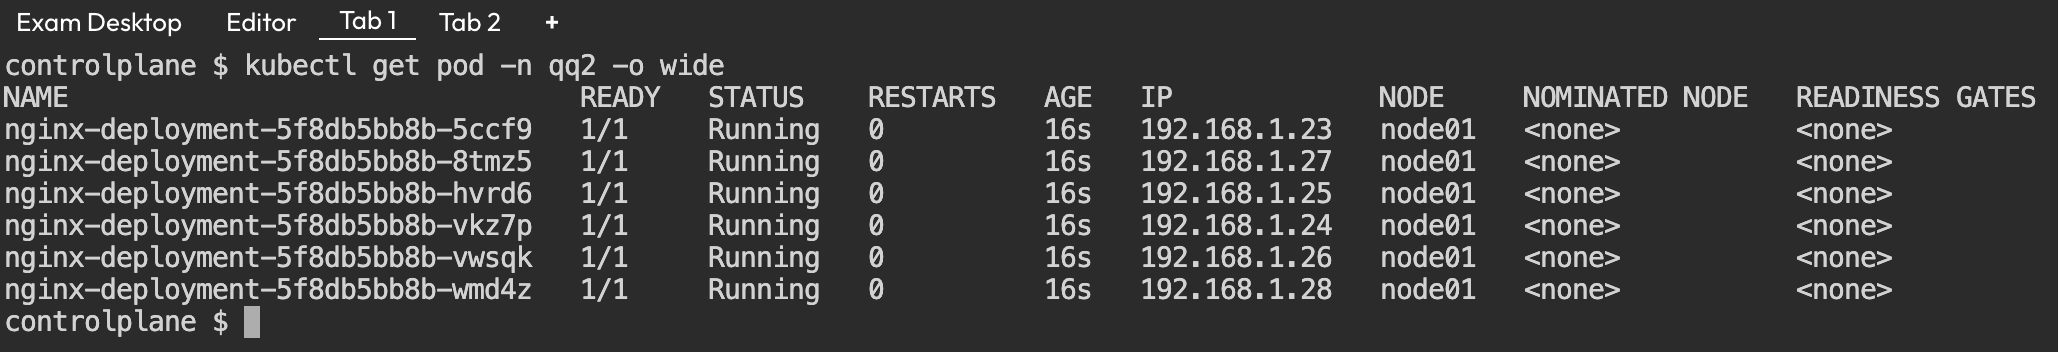 Exam Desktop Editor Tab 1 Tab 2 +
controlplane $ kubectl get pod -n qq2 -o wide
NAME                                READY   STATUS    RESTARTS   AGE   IP             NODE     NOMINATED NODE   READINESS GATES
nginx-deployment-5f8db5bb8b-5ccf9   1/1     Running   0          16s   192.168.1.23   node01   <none>           <none>
nginx-deployment-5f8db5bb8b-8tmz5   1/1     Running   0          16s   192.168.1.27   node01   <none>           <none>
nginx-deployment-5f8db5bb8b-hvrd6   1/1     Running   0          16s   192.168.1.25   node01   <none>           <none>
nginx-deployment-5f8db5bb8b-vkz7p   1/1     Running   0          16s   192.168.1.24   node01   <none>           <none>
nginx-deployment-5f8db5bb8b-vwsqk   1/1     Running   0          16s   192.168.1.26   node01   <none>           <none>
nginx-deployment-5f8db5bb8b-wmd4z   1/1     Running   0          16s   192.168.1.28   node01   <none>           <none>
controlplane $